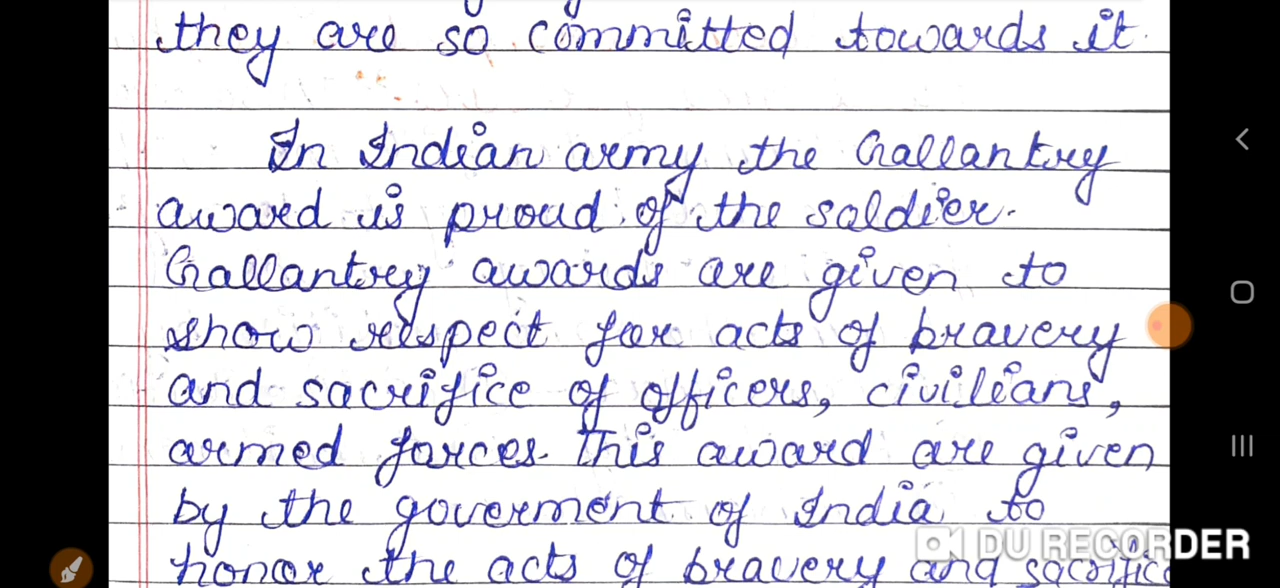 they are so committed towards it.
In Indian army the Gallantry
award is proud of the soldier.
Gallantry awards are given to
show respect for acts of bravery
and sacrifice of officers, civilians,
armed forces. This award are given
by the goverment of India to
DU RECORDER
honor the acts of bravery and sacrifice